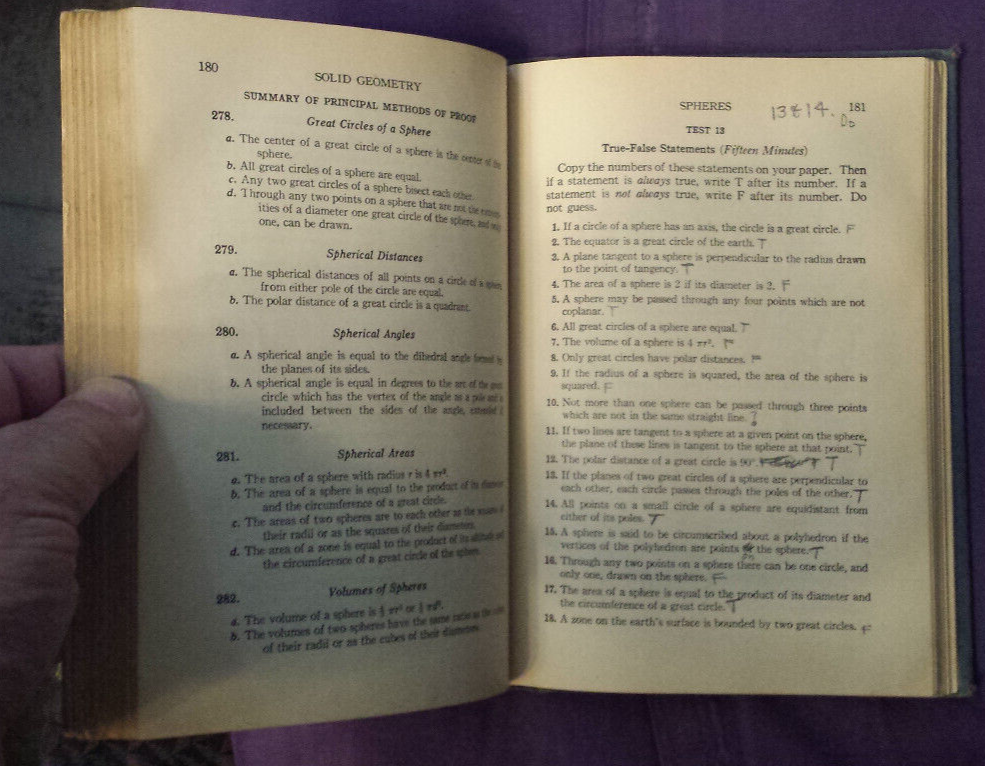 180
SOLID GEOMETRY
SUMMARY OF PRINCIPAL METHODS OF PROOF
278.
Great Circles of a Sphere
a. The center of a great circle of a sphere is the center of the
sphere.
b. All great circles of a sphere are equal.
c. Any two great circles of a sphere bisect each other.
d. Through any two points on a sphere that are not the extrem-
ities of a diameter one great circle of the sphere, and only
one, can be drawn.
279.
Spherical Distances
a. The spherical distances of all points on a circle of a sphere
from either pole of the circle are equal.
b. The polar distance of a great circle is a quadrant.
280.
Spherical Angles
a. A spherical angle is equal to the dihedral angle formed by
the planes of its sides.
b. A spherical angle is equal in degrees to the arc of the great
circle which has the vertex of the angle as a pole and is
included between the sides of the angle, extended if
necessary.
281.
Spherical Areas
a. The area of a sphere with radius r is 4 πr².
b. The area of a sphere is equal to the product of its diameter
and the circumference of a great circle.
c. The areas of two spheres are to each other as the squares of
their radii or as the squares of their diameters.
d. The area of a zone is equal to the product of its altitude and
the circumference of a great circle of the sphere.
282.
Volumes of Spheres
a. The volume of a sphere is
b. The volumes of two spheres have the same ratio as the cubes
of their radii or as the cubes of their diameters.
SPHERES 13 & 14. 181
Do
TEST 13
True-False Statements (Fifteen Minutes)
Copy the numbers of these statements on your paper. Then
if a statement is always true, write T after its number. If a
statement is not always true, write F after its number. Do
not guess.
1. If a circle of a sphere has an axis, the circle is a great circle. F
2. The equator is a great circle of the earth. T
3. A plane tangent to a sphere is perpendicular to the radius drawn
to the point of tangency. T
4. The area of a sphere is 2 if its diameter is 2. F
5. A sphere may be passed through any four points which are not
coplanar. T
6. All great circles of a sphere are equal. T
7. The volume of a sphere is 4 πr².
8. Only great circles have polar distances. F
9. If the radius of a sphere is squared, the area of the sphere is
squared. F
10. Not more than one sphere can be passed through three points
which are not in the same straight line.
11. If two lines are tangent to a sphere at a given point on the sphere,
the plane of these lines is tangent to the sphere at that point. T
12. The polar distance of a great circle is 90°. T
13. If the planes of two great circles of a sphere are perpendicular to
each other, each circle passes through the poles of the other. T
14. All points on a small circle of a sphere are equidistant from
either of its poles. T
15. A sphere is said to be circumscribed about a polyhedron if the
vertices of the polyhedron are points on the sphere. T
16. Through any two points on a sphere there can be one circle, and
only one, drawn on the sphere. F
17. The area of a sphere is equal to the product of its diameter and
the circumference of a great circle. T
18. A zone on the earth's surface is bounded by two great circles. F